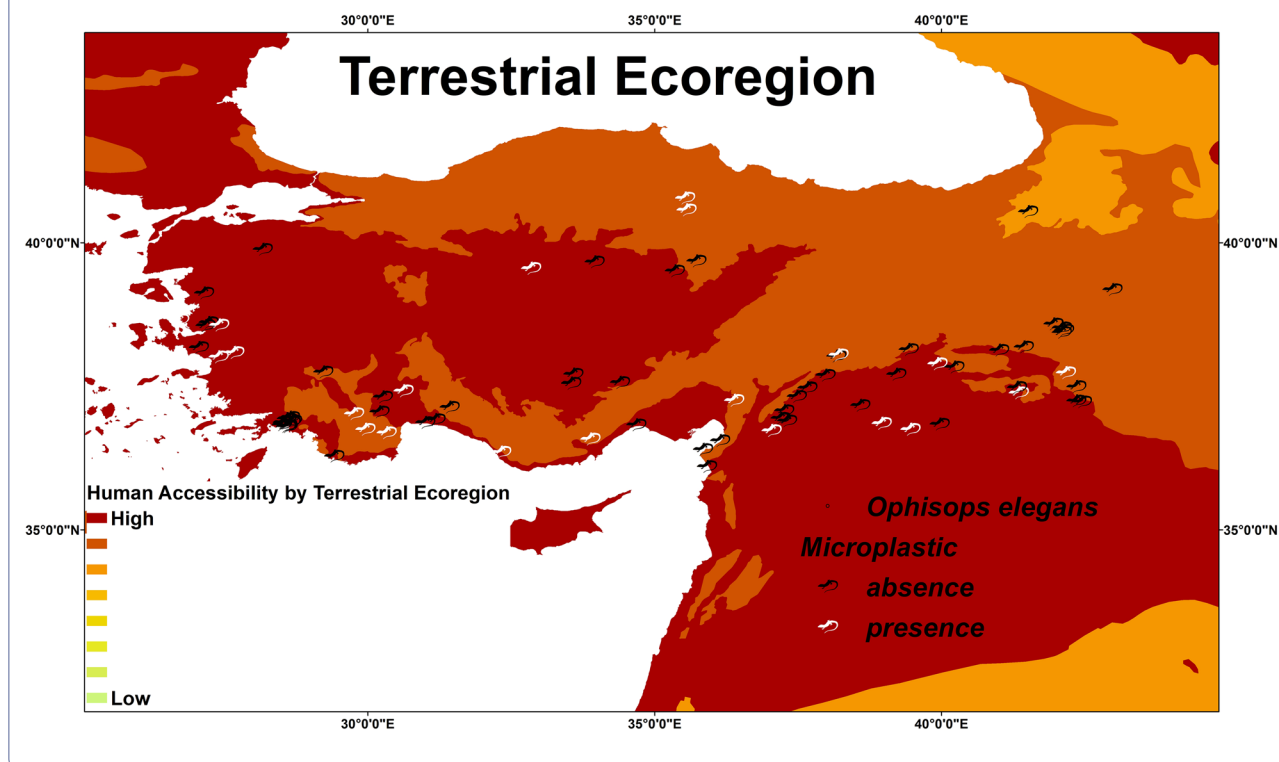 30°0'0"E 35°0'0"E 40°0'0"E
Terrestrial Ecoregion
40°0'0"N 40°0'0"N
Human Accessibility by Terrestrial Ecoregion
High
Low
35°0'0"N 35°0'0"N
Ophisops elegans
Microplastic
absence
presence
30°0'0"E 35°0'0"E 40°0'0"E